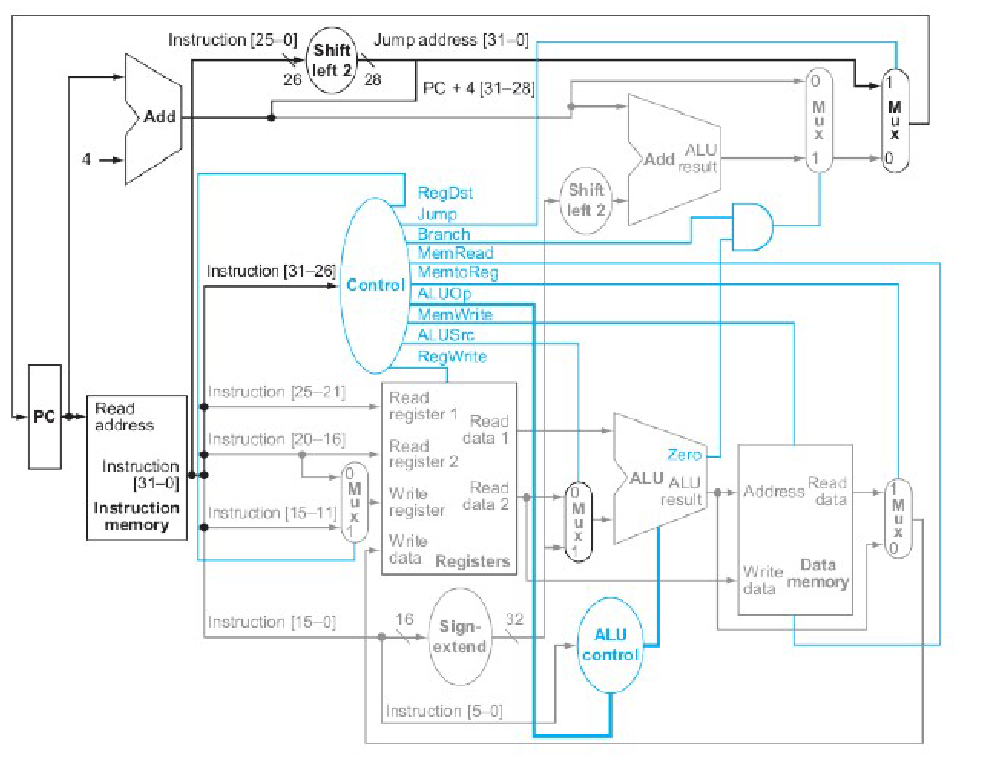 Instruction [25–0]
Shift
left 2
Jump address [31–0]
26
28
PC + 4 [31–28]
Add
4
0
M
u
x
1
1
M
u
x
0
Add
ALU
result
Shift
left 2
RegDst
Jump
Branch
MemRead
MemtoReg
ALUOp
MemWrite
ALUSrc
RegWrite
Instruction [31–26]
Control
PC
Read
address
Instruction
[31–0]
Instruction
memory
Instruction [25–21]
Instruction [20–16]
Instruction [15–11]
0
M
u
x
1
Read
register 1
Read
register 2
Write
register
Write
data
Read
data 1
Read
data 2
Registers
0
M
u
x
1
Zero
ALU
ALU
result
Address
Read
data
Write
data
Data
memory
1
M
u
x
0
Instruction [15–0]
16
Sign-
extend
32
ALU
control
Instruction [5–0]